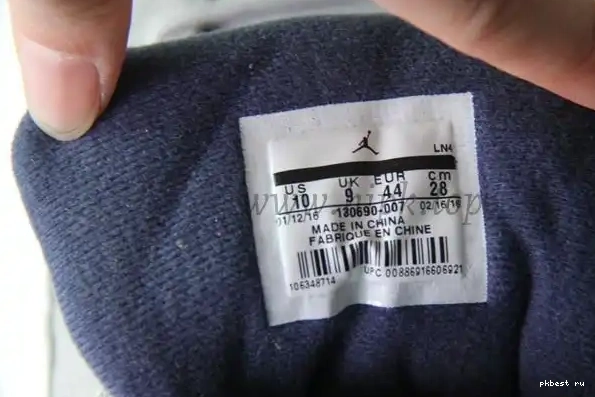 LN4
US UK EUR cm
10 9 44 28
01/12/16 130690-007 02/16/16
MADE IN CHINA
FABRIQUE EN CHINE
UPC 00886916606921
106348714
pkbest ru